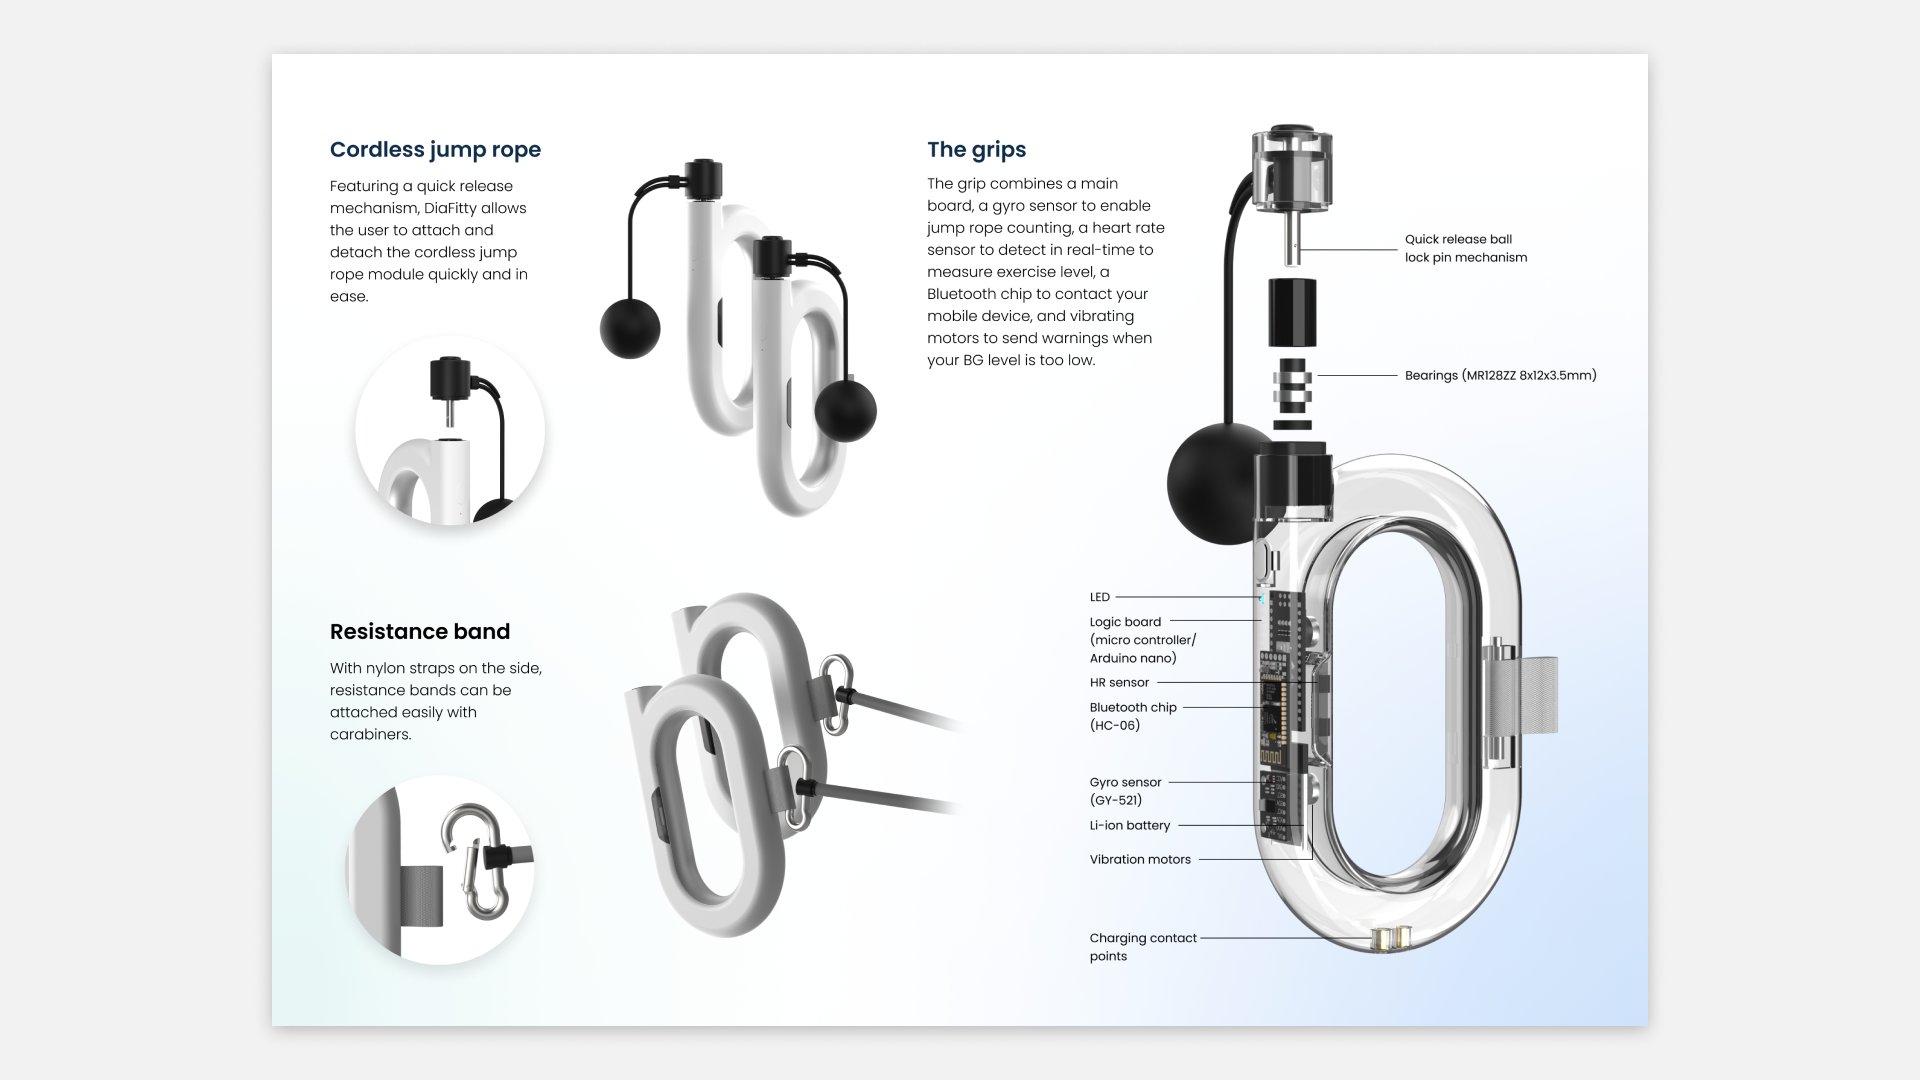 Cordless jump rope
Featuring a quick release
mechanism, DiaFitty allows
the user to attach and
detach the cordless jump
rope module quickly and in
ease.
Resistance band
With nylon straps on the side,
resistance bands can be
attached easily with
carabiners.
The grips
The grip combines a main
board, a gyro sensor to enable
jump rope counting, a heart rate
sensor to detect in real-time to
measure exercise level, a
Bluetooth chip to contact your
mobile device, and vibrating
motors to send warnings when
your BG level is too low.
Quick release ball
lock pin mechanism
Bearings (MR128ZZ 8x12x3.5mm)
LED
Logic board
(micro controller/
Arduino nano)
HR sensor
Bluetooth chip
(HC-06)
Gyro sensor
(GY-521)
Li-ion battery
Vibration motors
Charging contact
points